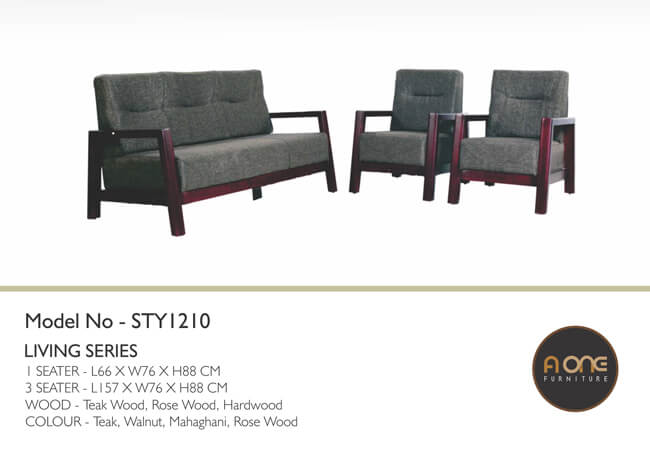 Model No - STY1210
LIVING SERIES
1 SEATER - L66 X W76 X H88 CM
3 SEATER - L157 X W76 X H88 CM
WOOD - Teak Wood, Rose Wood, Hardwood
COLOUR - Teak, Walnut, Mahaghani, Rose Wood
A ONE
FURNITURE